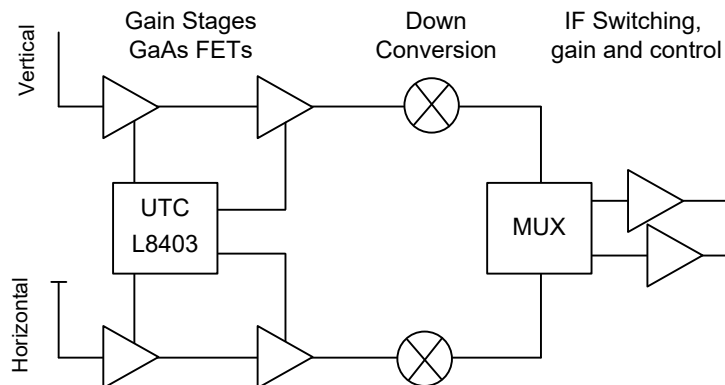 Gain Stages
GaAs FETs
Down
Conversion
IF Switching,
gain and control
Vertical
UTC
L8403
MUX
Horizontal